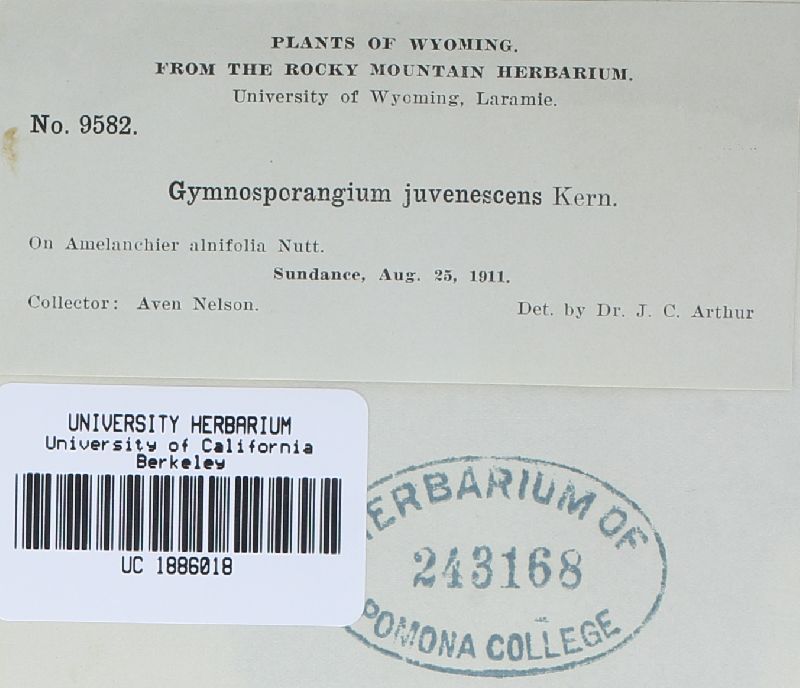 PLANTS OF WYOMING.
FROM THE ROCKY MOUNTAIN HERBARIUM.
University of Wyoming, Laramie.
No. 9582.
Gymnosporangium juvenescens Kern.
On Amelanchier alnifolia Nutt.
Sundance, Aug. 25, 1911.
Collector: Aven Nelson.
Det. by Dr. J. C. Arthur
UNIVERSITY HERBARIUM
University of California
Berkeley
UC 1886018
HERBARIUM OF
243168
POMONA COLLEGE